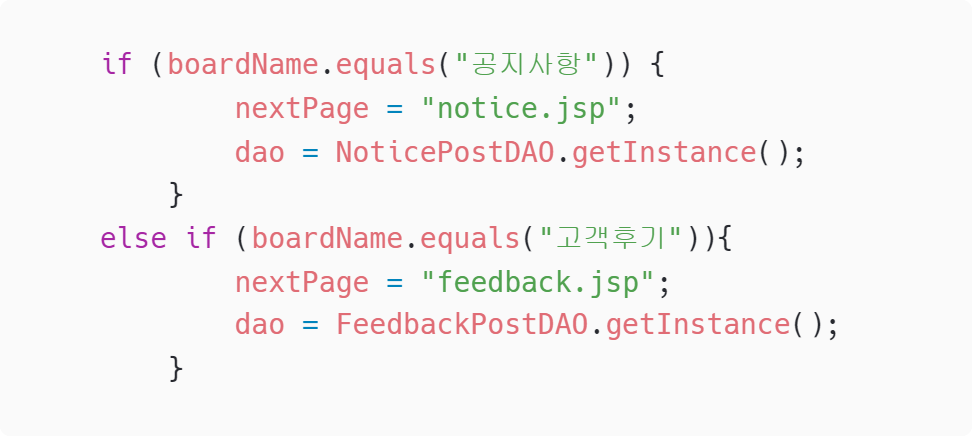 if (boardName.equals("공지사항")) {
        nextPage = "notice.jsp";
        dao = NoticePostDAO.getInstance();
    }
else if (boardName.equals("고객후기")){
        nextPage = "feedback.jsp";
        dao = FeedbackPostDAO.getInstance();
    }